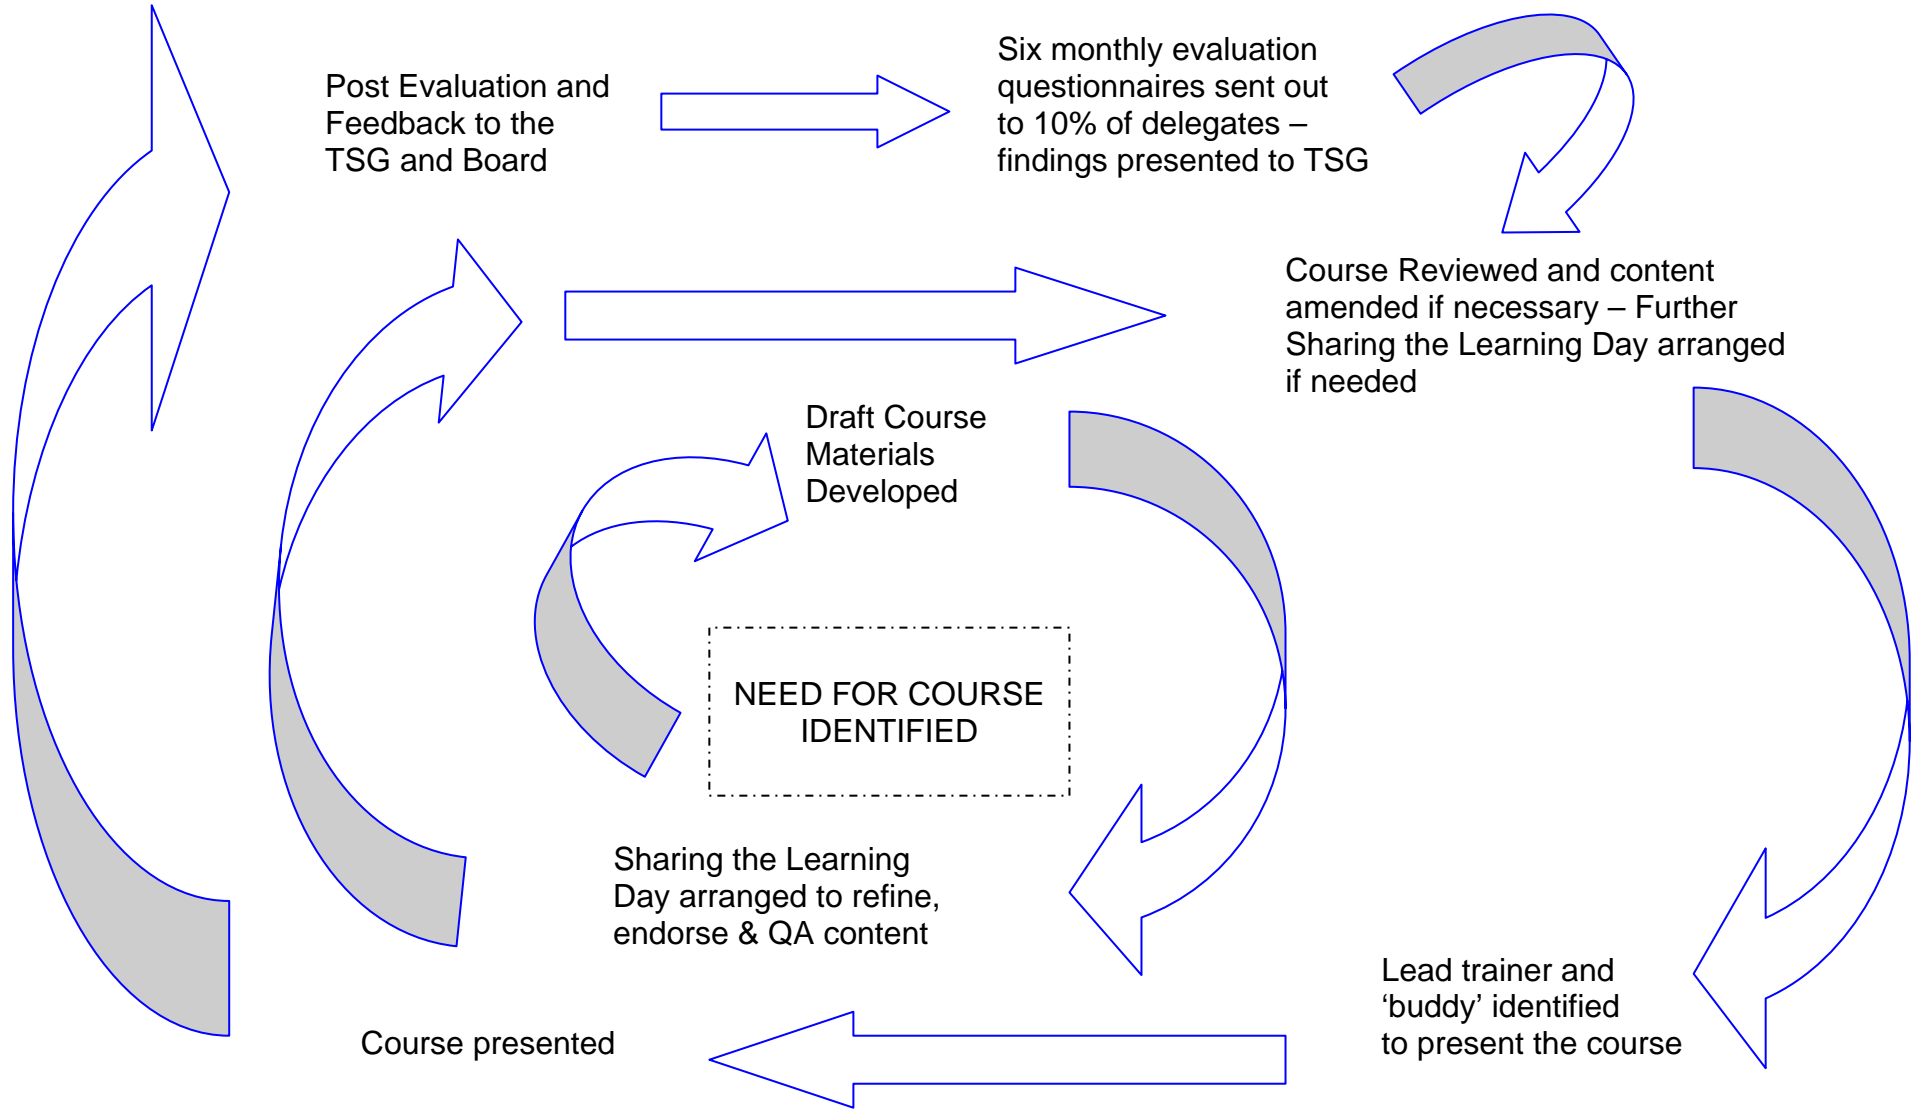 Post Evaluation and
Feedback to the
TSG and Board
Six monthly evaluation
questionnaires sent out
to 10% of delegates –
findings presented to TSG
Course Reviewed and content
amended if necessary – Further
Sharing the Learning Day arranged
if needed
Draft Course
Materials
Developed
NEED FOR COURSE
IDENTIFIED
Sharing the Learning
Day arranged to refine,
endorse & QA content
Lead trainer and
‘buddy’ identified
to present the course
Course presented